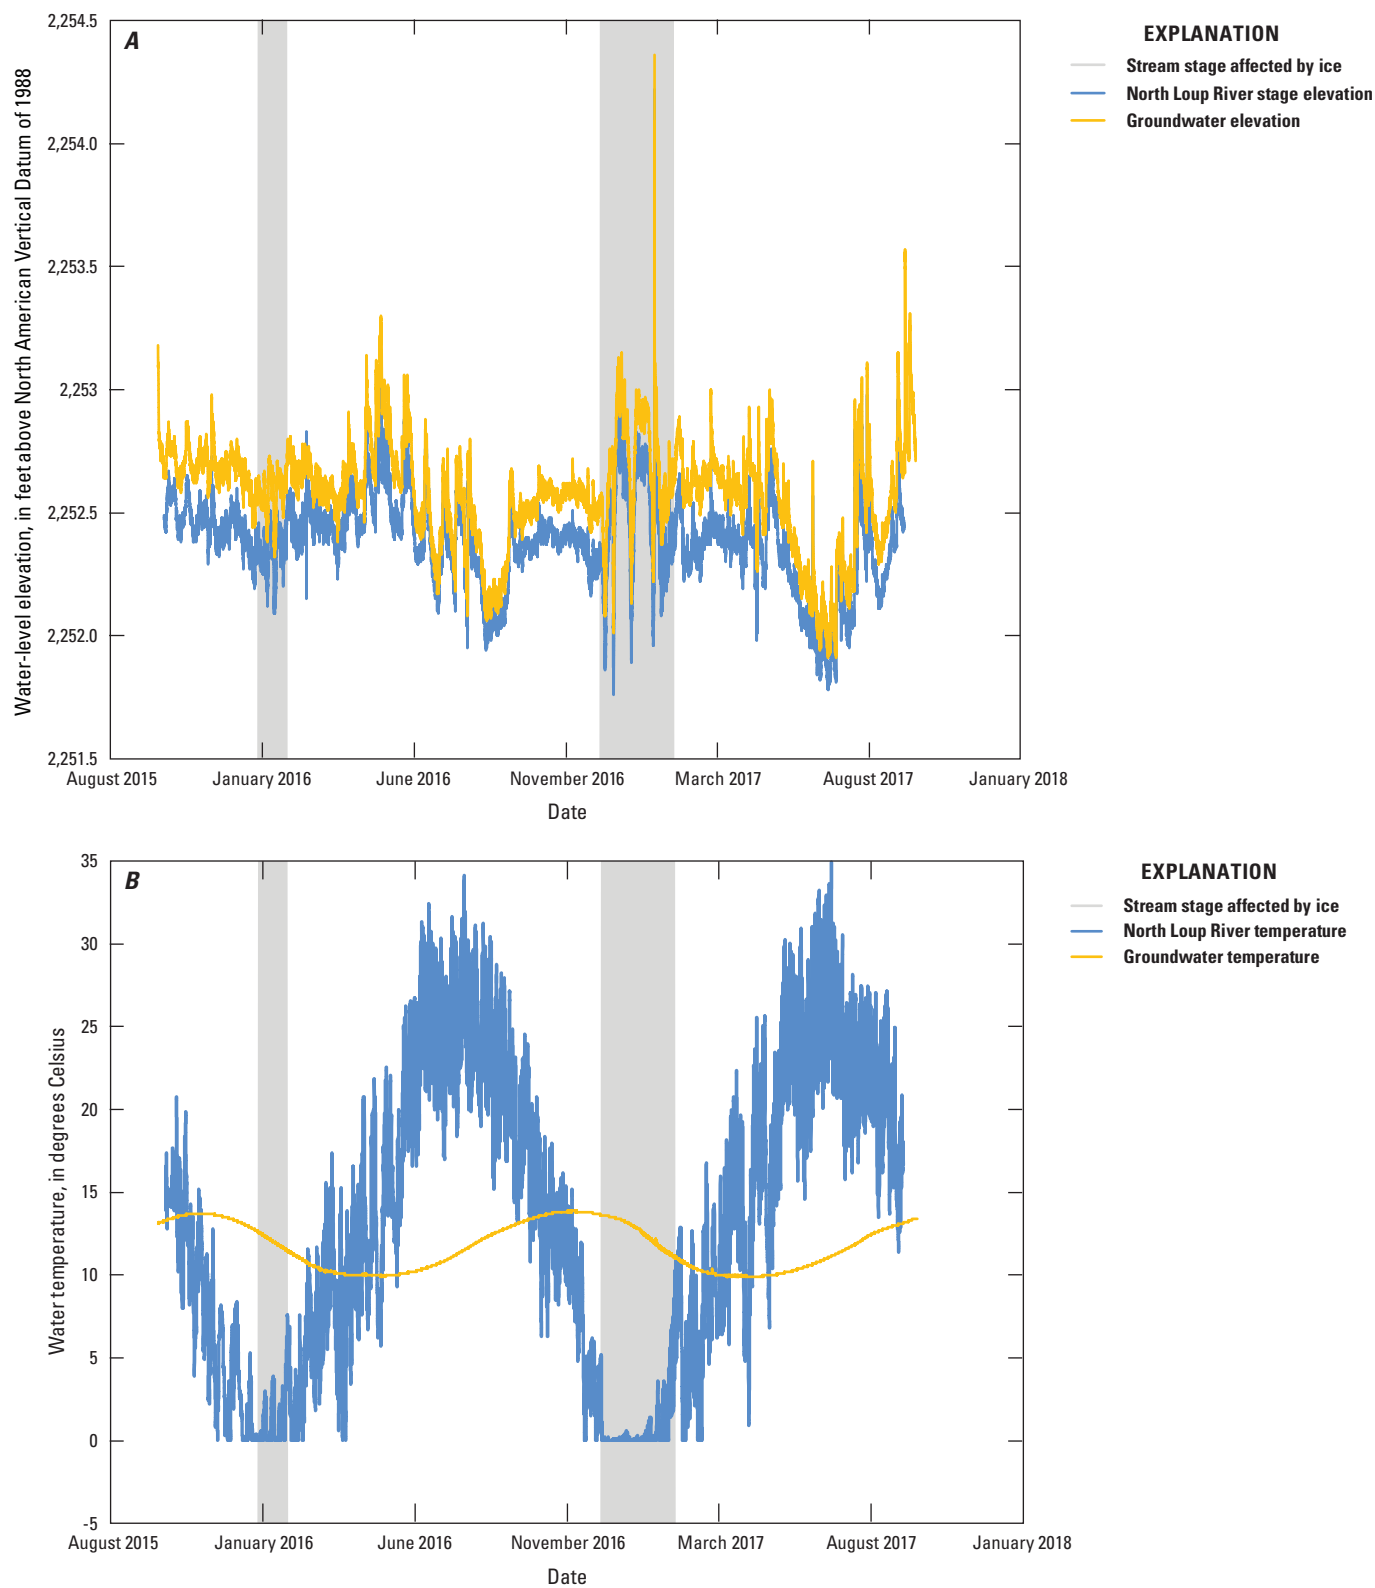 A
2,254.5
2,254.0
2,253.5
2,253
2,252.5
2,252.0
2,251.5
Water-level elevation, in feet above North American Vertical Datum of 1988
August 2015
January 2016
June 2016
November 2016
March 2017
August 2017
January 2018
Date
EXPLANATION
Stream stage affected by ice
North Loup River stage elevation
Groundwater elevation
B
35
30
25
20
15
10
5
0
-5
Water temperature, in degrees Celsius
August 2015
January 2016
June 2016
November 2016
March 2017
August 2017
January 2018
Date
EXPLANATION
Stream stage affected by ice
North Loup River temperature
Groundwater temperature